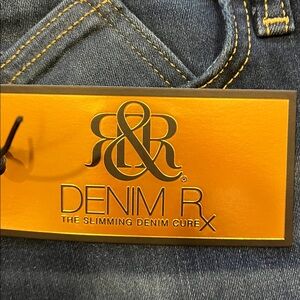 R&R®
DENIM Rx
THE SLIMMING DENIM CURE